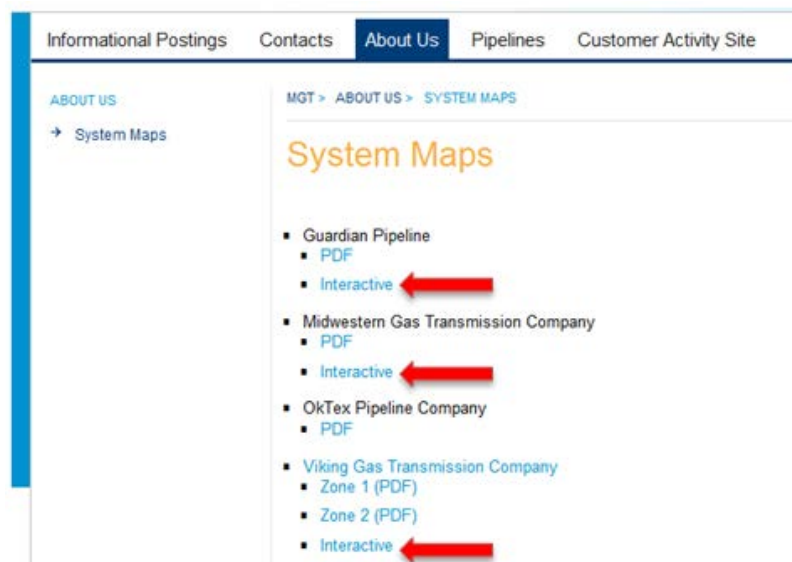 Informational Postings Contacts About Us Pipelines Customer Activity Site
ABOUT US
System Maps
MGT > ABOUT US > SYSTEM MAPS
System Maps
Guardian Pipeline
PDF
Interactive
Midwestern Gas Transmission Company
PDF
Interactive
OkTex Pipeline Company
PDF
Viking Gas Transmission Company
Zone 1 (PDF)
Zone 2 (PDF)
Interactive